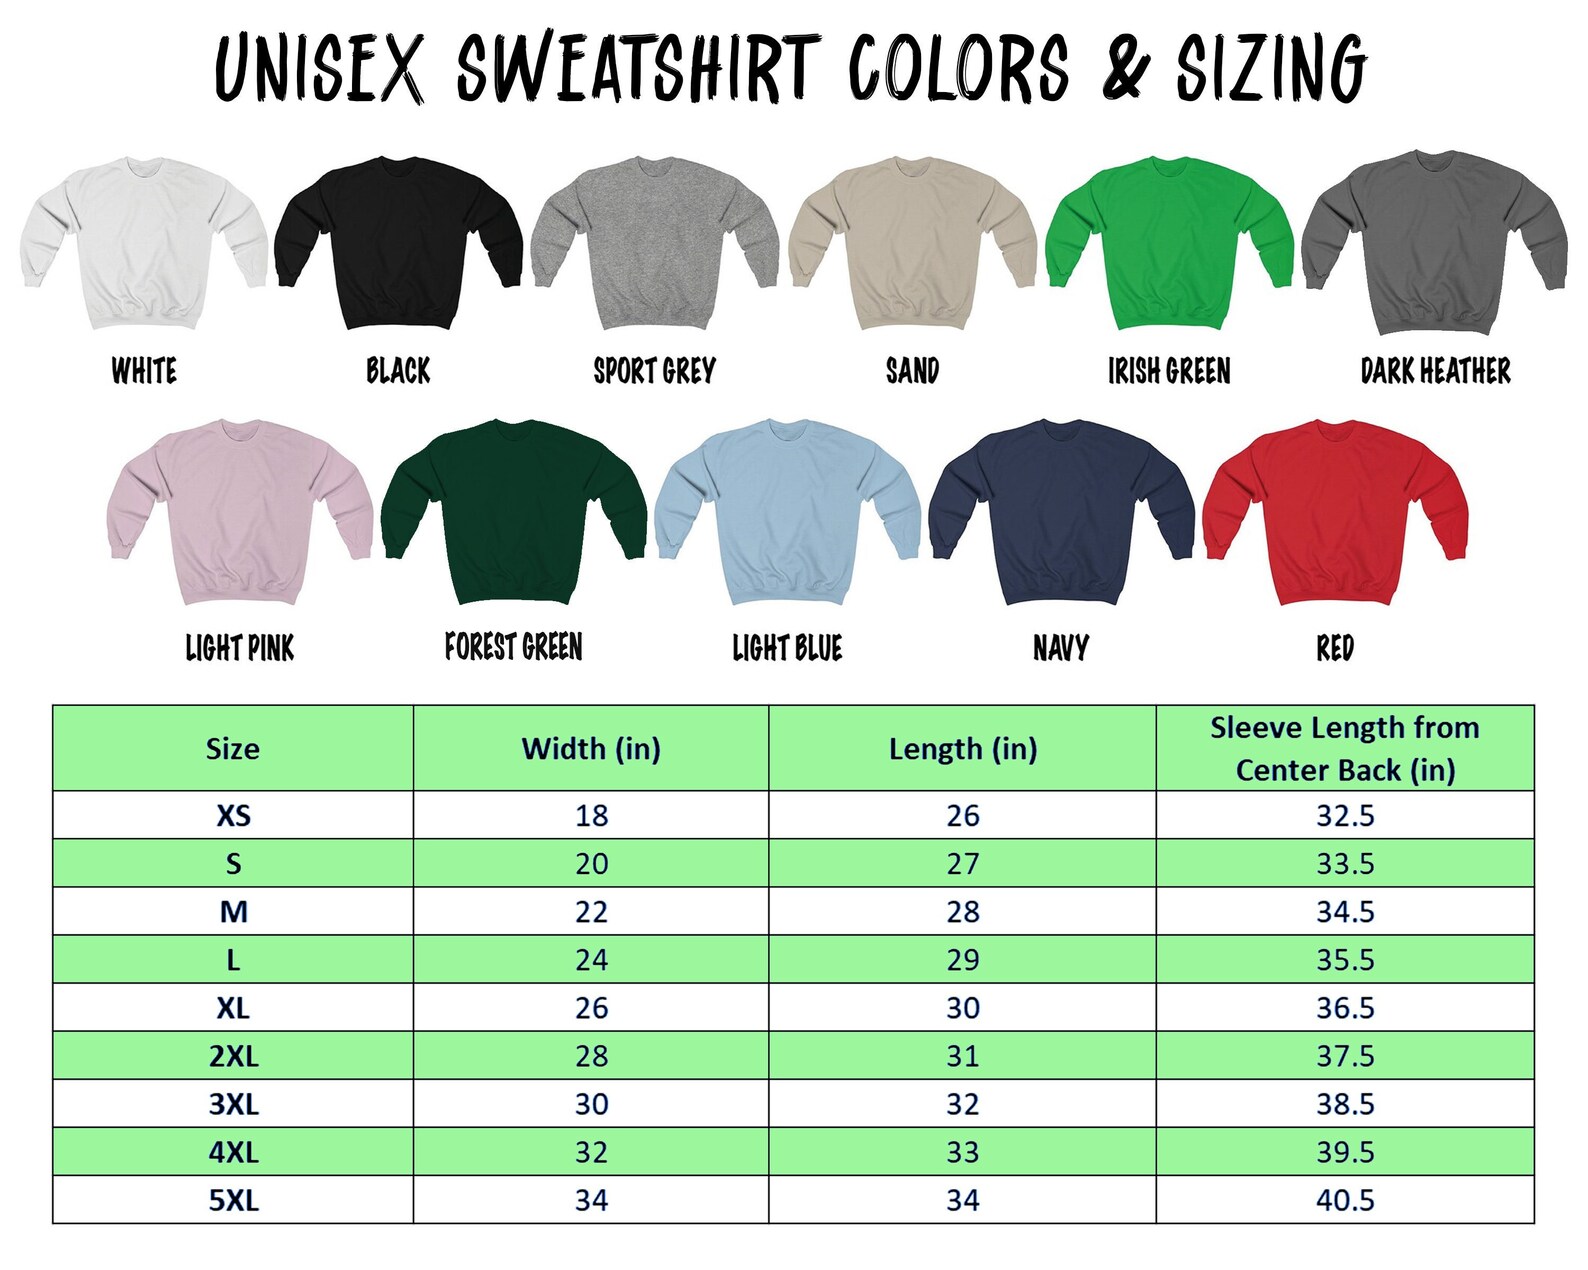 UNISEX SWEATSHIRT COLORS & SIZING
WHITE BLACK SPORT GREY SAND IRISH GREEN DARK HEATHER
LIGHT PINK FOREST GREEN LIGHT BLUE NAVY RED
Size Width (in) Length (in) Sleeve Length from Center Back (in)
XS 18 26 32.5
S 20 27 33.5
M 22 28 34.5
L 24 29 35.5
XL 26 30 36.5
2XL 28 31 37.5
3XL 30 32 38.5
4XL 32 33 39.5
5XL 34 34 40.5